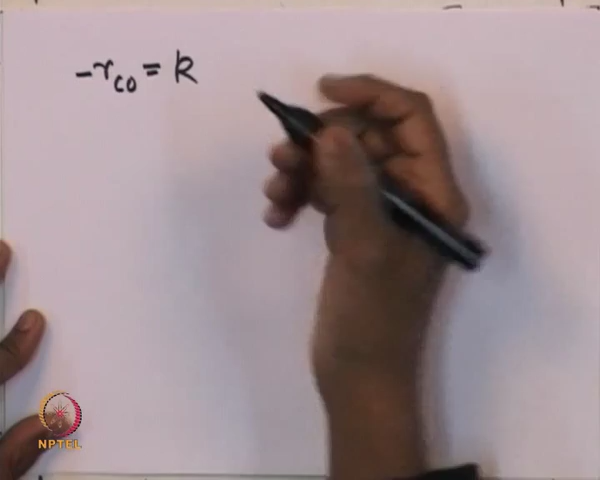 -r_CO = k
NPTEL